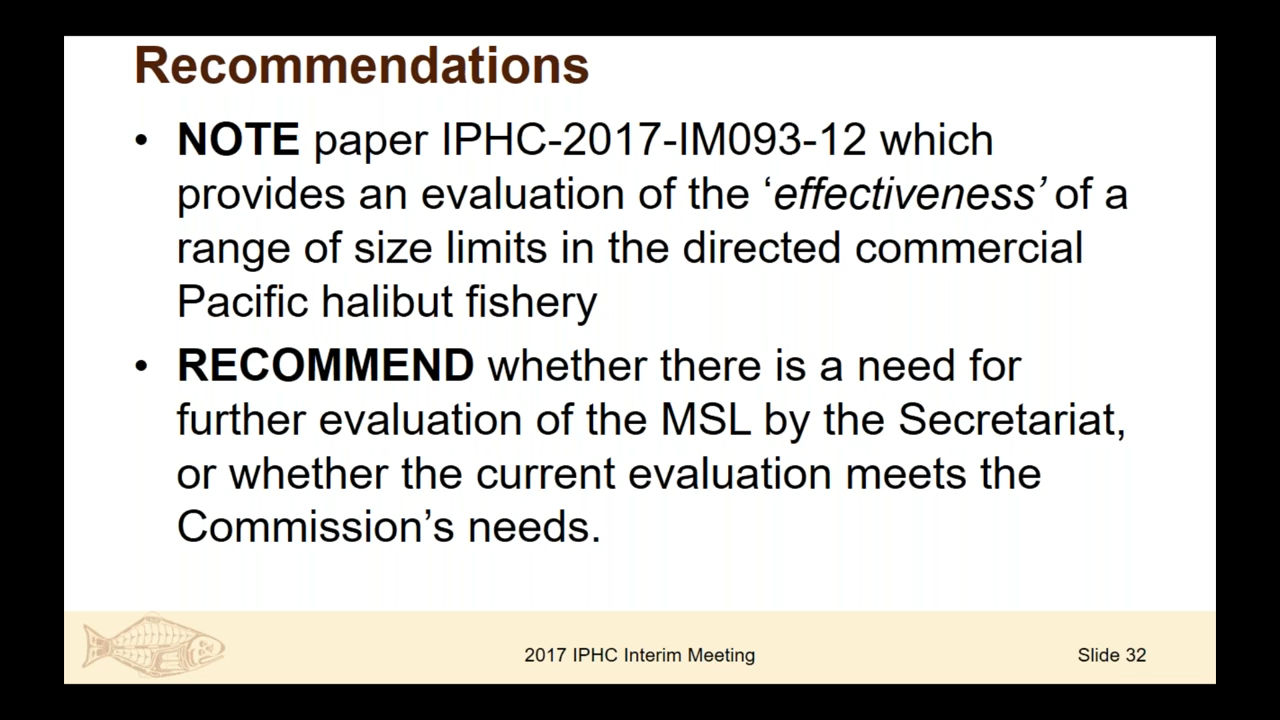 Recommendations
• NOTE paper IPHC-2017-IM093-12 which
provides an evaluation of the ‘effectiveness’ of a
range of size limits in the directed commercial
Pacific halibut fishery
• RECOMMEND whether there is a need for
further evaluation of the MSL by the Secretariat,
or whether the current evaluation meets the
Commission’s needs.
2017 IPHC Interim Meeting
Slide 32